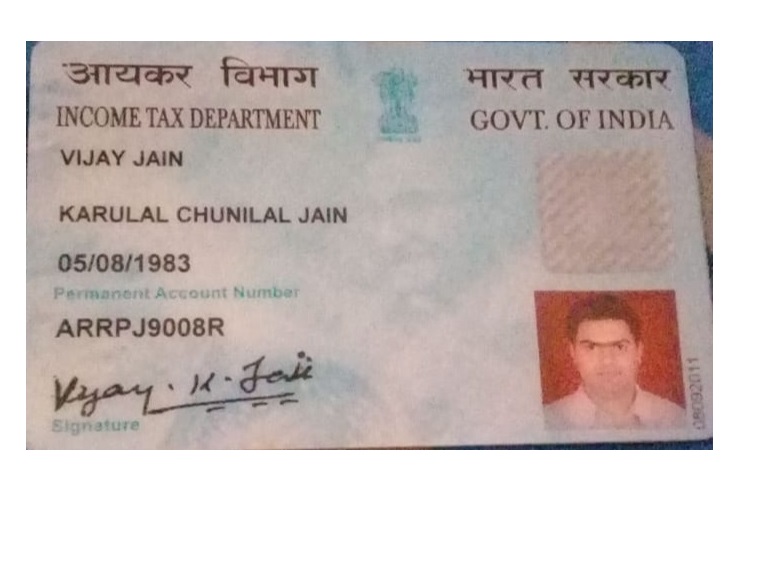 आयकर विभाग
भारत सरकार
INCOME TAX DEPARTMENT
GOVT. OF INDIA
VIJAY JAIN
KARULAL CHUNILAL JAIN
05/08/1983
Permanent Account Number
ARRPJ9008R
Vijay . K. Jain
Signature
08092011